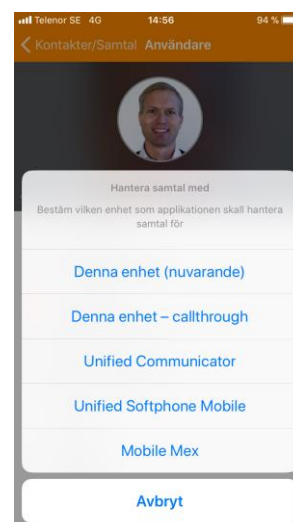 Telenor SE 4G 14:56 94 %
Kontakter/Samtal Användare
Hantera samtal med
Bestäm vilken enhet som applikationen skall hantera
samtal för
Denna enhet (nuvarande)
Denna enhet – callthrough
Unified Communicator
Unified Softphone Mobile
Mobile Mex
Avbryt